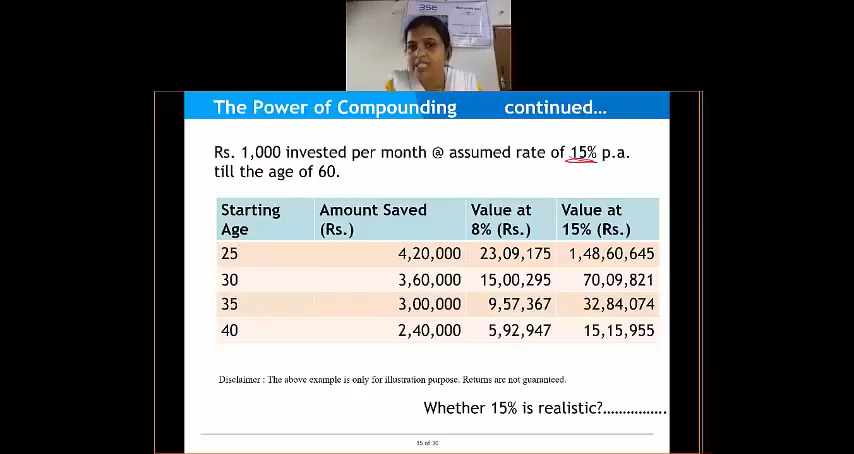 BSE
The Power of Compounding continued…
Rs. 1,000 invested per month @ assumed rate of 15% p.a.
till the age of 60.
Starting Age Amount Saved (Rs.) Value at 8% (Rs.) Value at 15% (Rs.)
25 4,20,000 23,09,175 1,48,60,645
30 3,60,000 15,00,295 70,09,821
35 3,00,000 9,57,367 32,84,074
40 2,40,000 5,92,947 15,15,955
Disclaimer : The above example is only for illustration purpose. Returns are not guaranteed.
Whether 15% is realistic?…………….
15 of 30